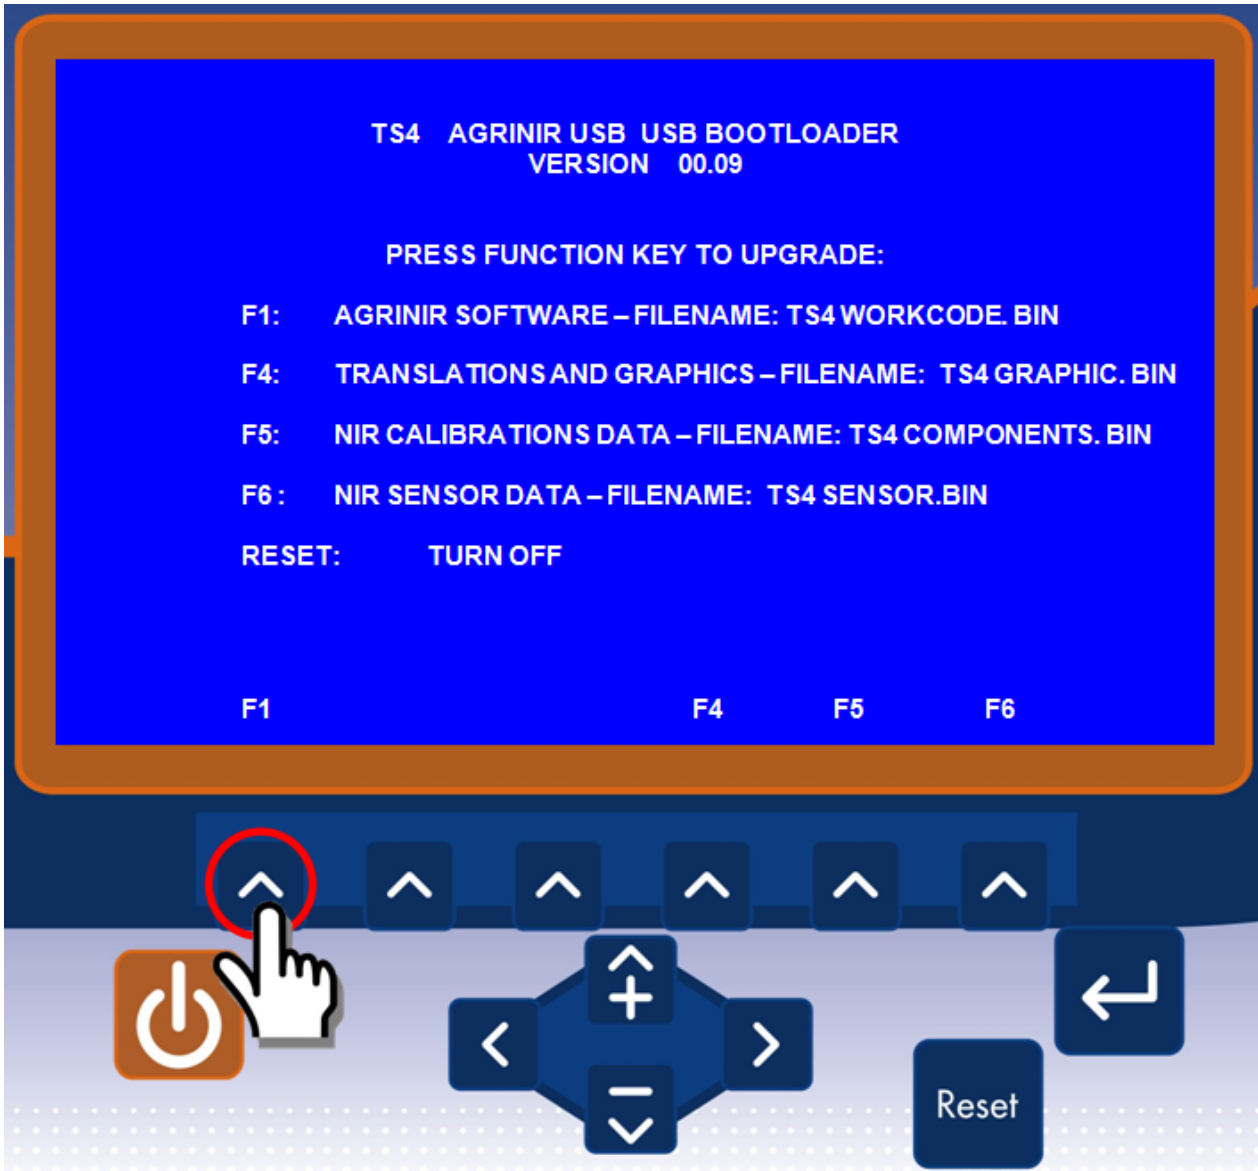 TS4 AGRINIR USB USB BOOTLOADER
VERSION 00.09
PRESS FUNCTION KEY TO UPGRADE:
F1: AGRINIR SOFTWARE – FILENAME: TS4 WORKCODE. BIN
F4: TRANSLATIONS AND GRAPHICS – FILENAME: TS4 GRAPHIC. BIN
F5: NIR CALIBRATIONS DATA – FILENAME: TS4 COMPONENTS. BIN
F6 : NIR SENSOR DATA – FILENAME: TS4 SENSOR.BIN
RESET: TURN OFF
F1 F4 F5 F6
Reset